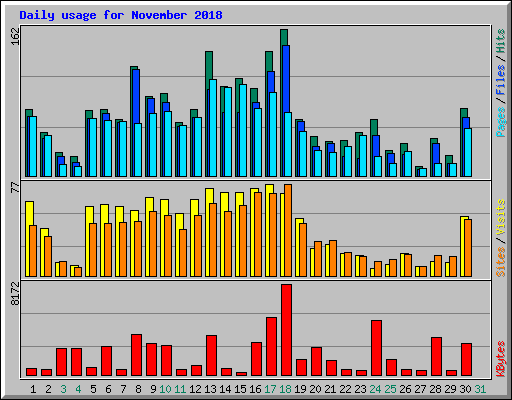 Daily usage for November 2018
162
Pages / Files / Hits
77
Sites / Visits
8172
KBytes
1 2 3 4 5 6 7 8 9 10 11 12 13 14 15 16 17 18 19 20 21 22 23 24 25 26 27 28 29 30 31